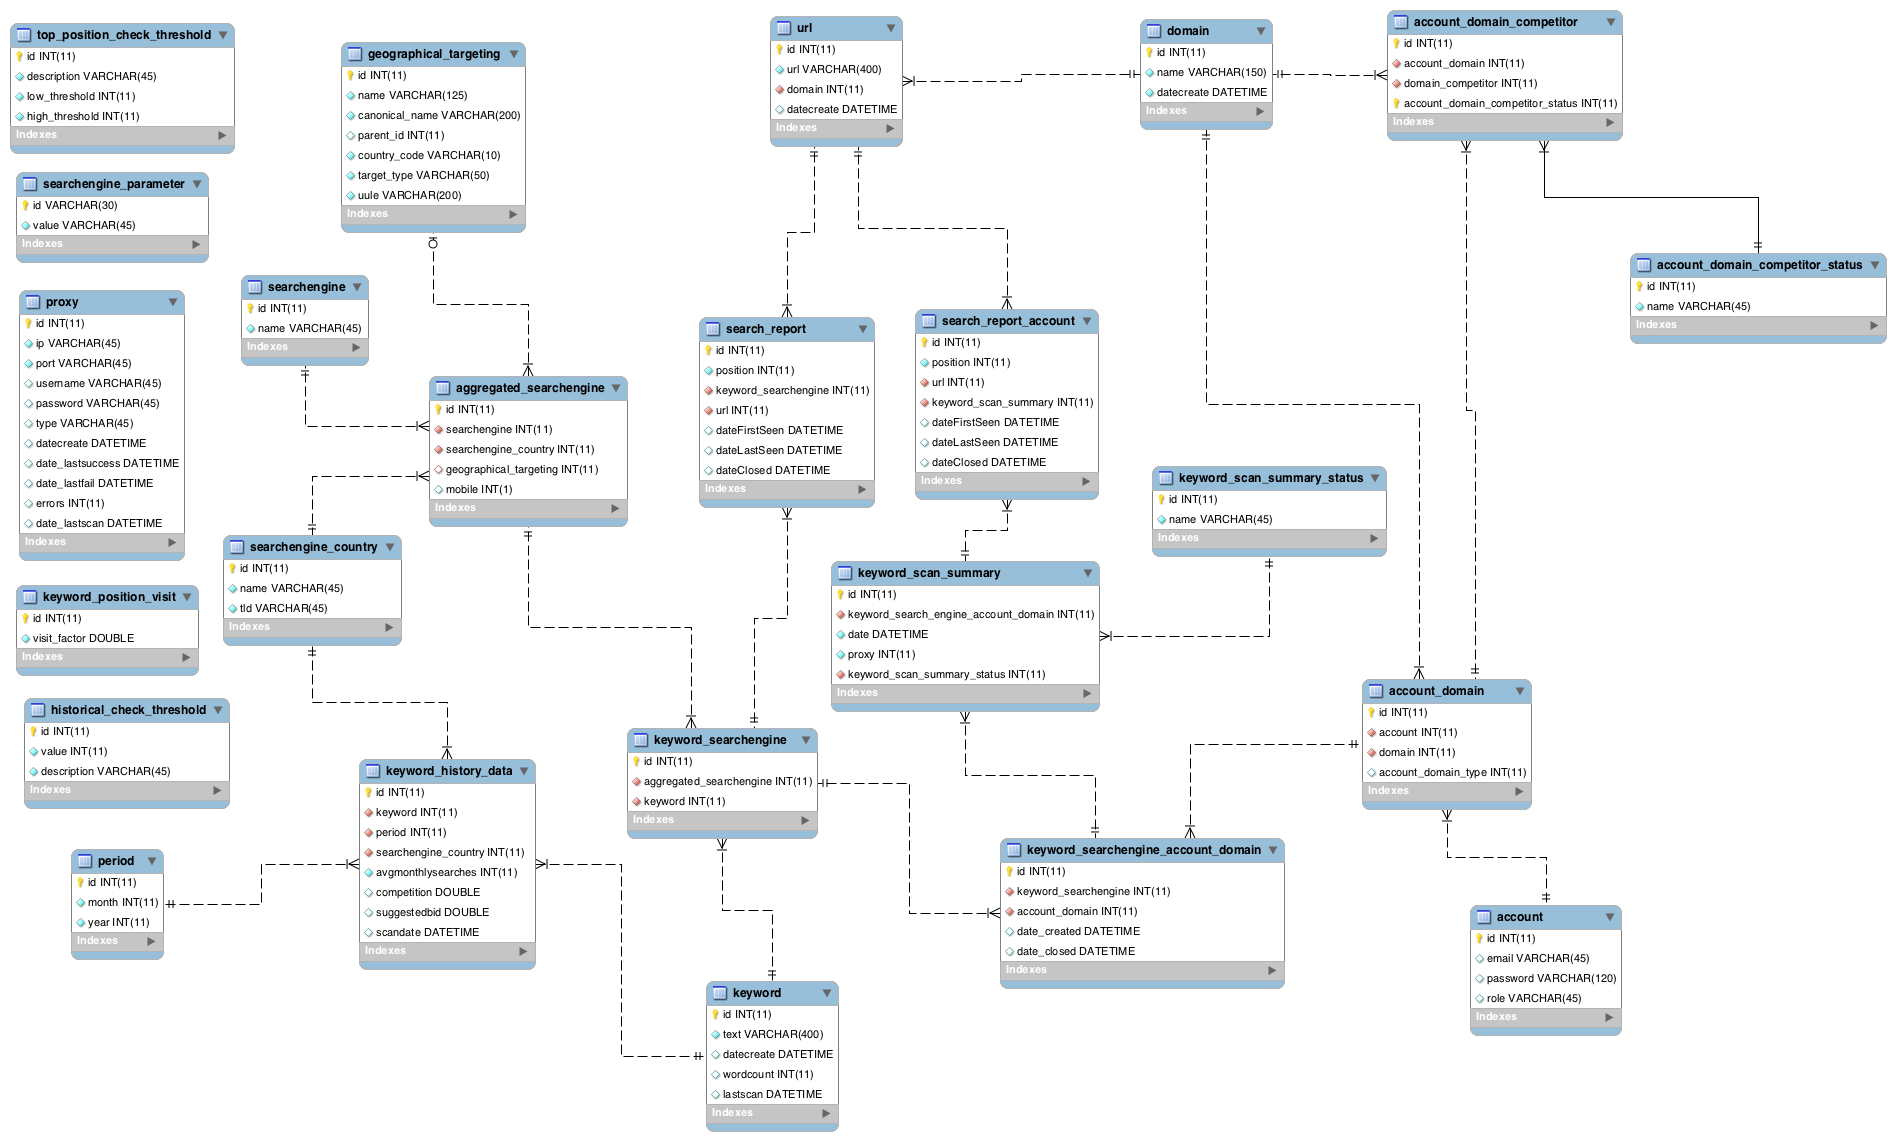 top_position_check_threshold
id INT(11)
description VARCHAR(45)
low_threshold INT(11)
high_threshold INT(11)
Indexes
searchengine_parameter
id VARCHAR(30)
value VARCHAR(45)
Indexes
proxy
id INT(11)
ip VARCHAR(45)
port VARCHAR(45)
username VARCHAR(45)
password VARCHAR(45)
type VARCHAR(45)
datecreate DATETIME
date_lastsuccess DATETIME
date_lastfail DATETIME
errors INT(11)
date_lastscan DATETIME
Indexes
keyword_position_visit
id INT(11)
visit_factor DOUBLE
Indexes
historical_check_threshold
id INT(11)
value INT(11)
description VARCHAR(45)
Indexes
period
id INT(11)
month INT(11)
year INT(11)
Indexes
geographical_targeting
id INT(11)
name VARCHAR(125)
canonical_name VARCHAR(200)
parent_id INT(11)
country_code VARCHAR(10)
target_type VARCHAR(50)
uule VARCHAR(200)
Indexes
searchengine
id INT(11)
name VARCHAR(45)
Indexes
aggregated_searchengine
id INT(11)
searchengine INT(11)
searchengine_country INT(11)
geographical_targeting INT(11)
mobile INT(1)
Indexes
searchengine_country
id INT(11)
name VARCHAR(45)
tld VARCHAR(45)
Indexes
keyword_history_data
id INT(11)
keyword INT(11)
period INT(11)
searchengine_country INT(11)
avgmonthlysearches INT(11)
competition DOUBLE
suggestedbid DOUBLE
scandate DATETIME
Indexes
url
id INT(11)
url VARCHAR(400)
domain INT(11)
datecreate DATETIME
Indexes
search_report
id INT(11)
position INT(11)
keyword_searchengine INT(11)
url INT(11)
dateFirstSeen DATETIME
dateLastSeen DATETIME
dateClosed DATETIME
Indexes
search_report_account
id INT(11)
position INT(11)
url INT(11)
keyword_scan_summary INT(11)
dateFirstSeen DATETIME
dateLastSeen DATETIME
dateClosed DATETIME
Indexes
keyword_scan_summary
id INT(11)
keyword_search_engine_account_domain INT(11)
date DATETIME
proxy INT(11)
keyword_scan_summary_status INT(11)
Indexes
keyword_searchengine
id INT(11)
aggregated_searchengine INT(11)
keyword INT(11)
Indexes
keyword
id INT(11)
text VARCHAR(400)
datecreate DATETIME
wordcount INT(11)
lastscan DATETIME
Indexes
domain
id INT(11)
name VARCHAR(150)
datecreate DATETIME
Indexes
account_domain_competitor
id INT(11)
account_domain INT(11)
domain_competitor INT(11)
account_domain_competitor_status INT(11)
Indexes
account_domain_competitor_status
id INT(11)
name VARCHAR(45)
Indexes
keyword_scan_summary_status
id INT(11)
name VARCHAR(45)
Indexes
account_domain
id INT(11)
account INT(11)
domain INT(11)
account_domain_type INT(11)
Indexes
keyword_searchengine_account_domain
id INT(11)
keyword_searchengine INT(11)
account_domain INT(11)
date_created DATETIME
date_closed DATETIME
Indexes
account
id INT(11)
email VARCHAR(45)
password VARCHAR(120)
role VARCHAR(45)
Indexes